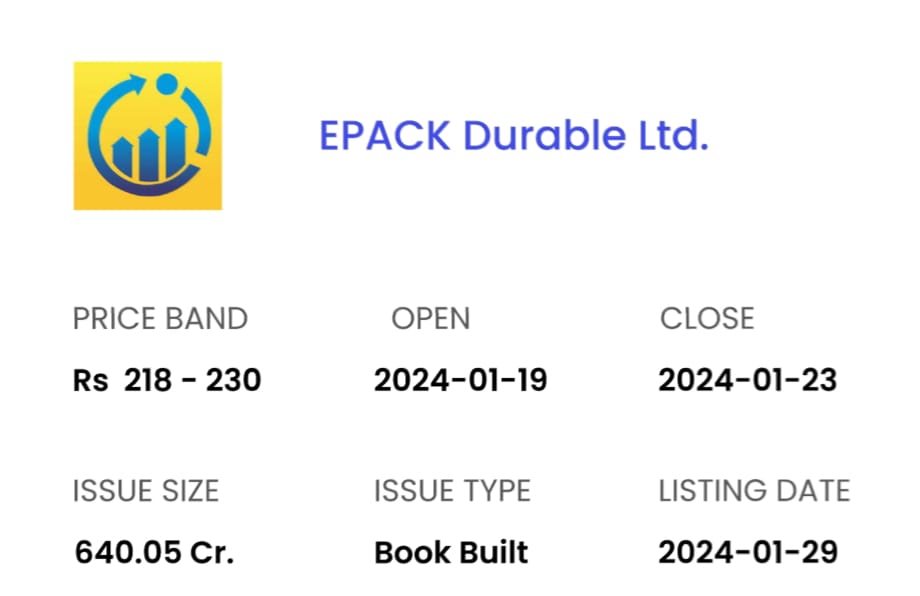 EPACK Durable Ltd.
PRICE BAND OPEN CLOSE
Rs 218 - 230 2024-01-19 2024-01-23
ISSUE SIZE ISSUE TYPE LISTING DATE
640.05 Cr. Book Built 2024-01-29